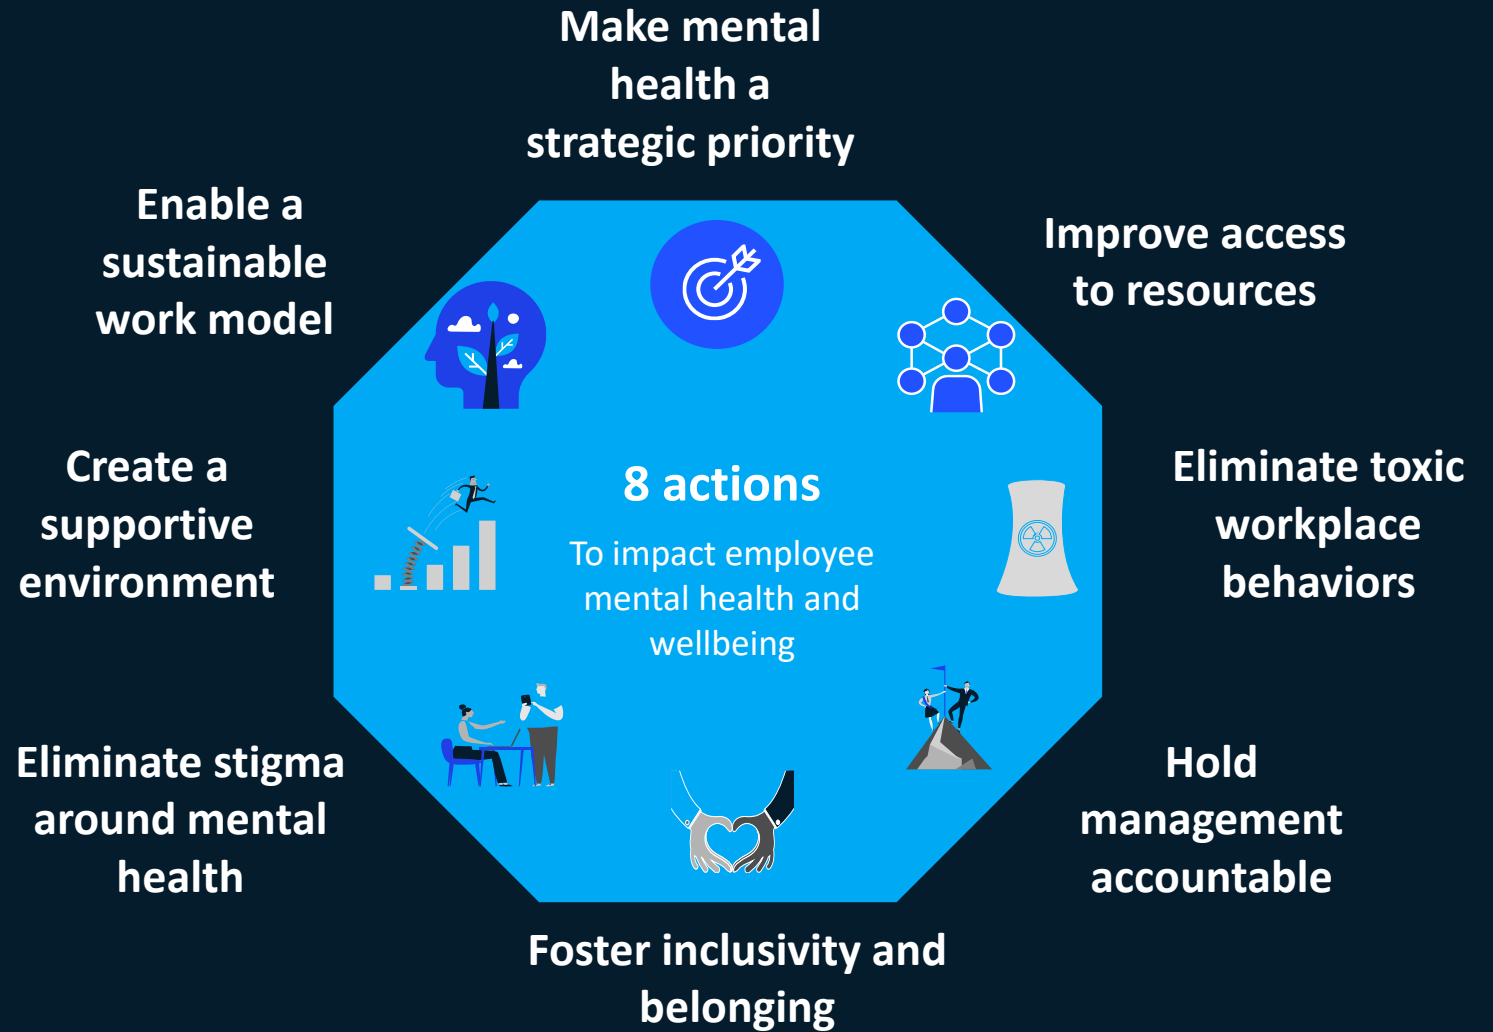 Make mental
health a
strategic priority
Enable a
sustainable
work model
Improve access
to resources
Create a
supportive
environment
8 actions
To impact employee
mental health and
wellbeing
Eliminate toxic
workplace
behaviors
Eliminate stigma
around mental
health
Hold
management
accountable
Foster inclusivity and
belonging